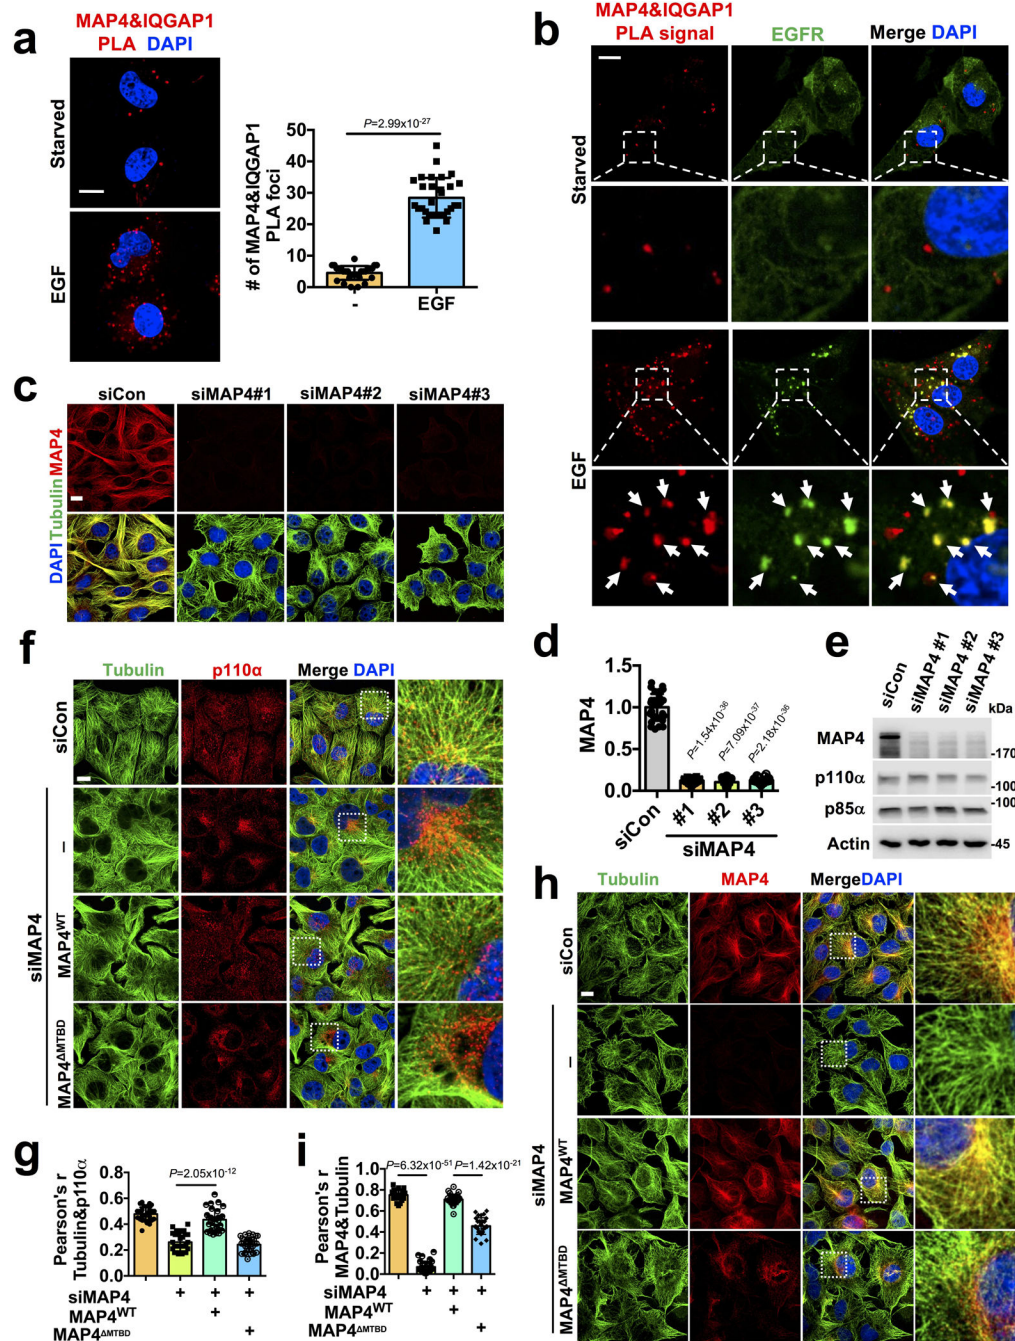 a
MAP4&IQGAP1
PLA DAPI
Starved
EGF
# of MAP4&IQGAP1
PLA foci
50
40
30
20
10
0
P=2.99x10⁻²⁷
-
EGF
b
MAP4&IQGAP1
PLA signal
EGFR
Merge DAPI
Starved
EGF
c
siCon
siMAP4#1
siMAP4#2
siMAP4#3
MAP4
DAPI Tubulin
d
MAP4
1.5
1.0
0.5
0.0
P=1.54x10⁻³⁶
P=7.09x10⁻³⁷
P=2.18x10⁻³⁶
siCon
#1
#2
#3
siMAP4
e
siCon
siMAP4 #1
siMAP4 #2
siMAP4 #3
kDa
MAP4
-170
p110α
-100
p85α
-100
Actin
-45
f
Tubulin
p110α
Merge DAPI
siCon
siMAP4
–
MAP4ᵂᵀ
MAP4ΔMTBD
g
Pearson's r
Tubulin&p110α
0.8
0.6
0.4
0.2
0.0
P=2.05x10⁻¹²
siMAP4 + + +
MAP4ᵂᵀ +
MAP4ΔMTBD +
h
Tubulin
MAP4
MergeDAPI
siCon
siMAP4
–
MAP4ᵂᵀ
MAP4ΔMTBD
i
Pearson's r
MAP4&Tubulin
1.0
0.8
0.6
0.4
0.2
0.0
P=6.32x10⁻⁵¹
P=1.42x10⁻²¹
siMAP4 + + +
MAP4ᵂᵀ +
MAP4ΔMTBD +